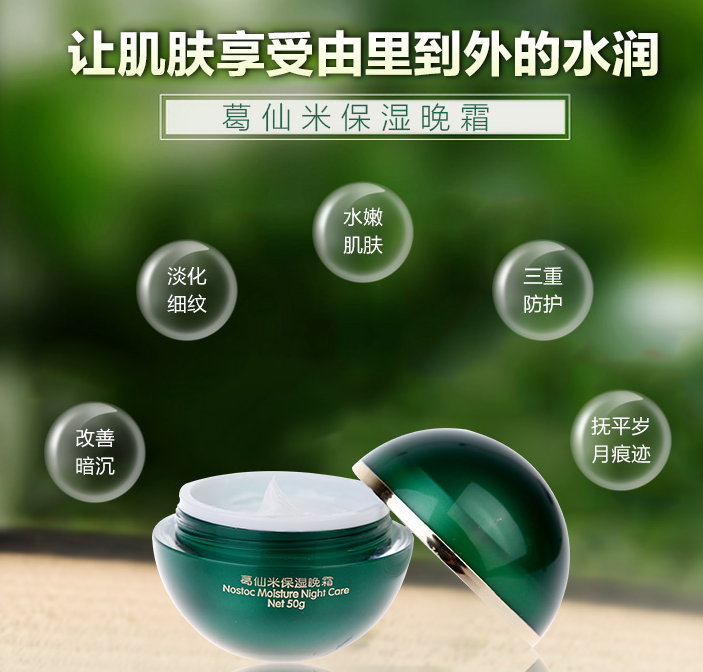 让肌肤享受由里到外的水润
葛仙米保湿晚霜
水嫩
肌肤
淡化
细纹
三重
防护
改善
暗沉
抚平岁
月痕迹
葛仙米保湿晚霜
Nostoc Moisture Night Care
Net 50g